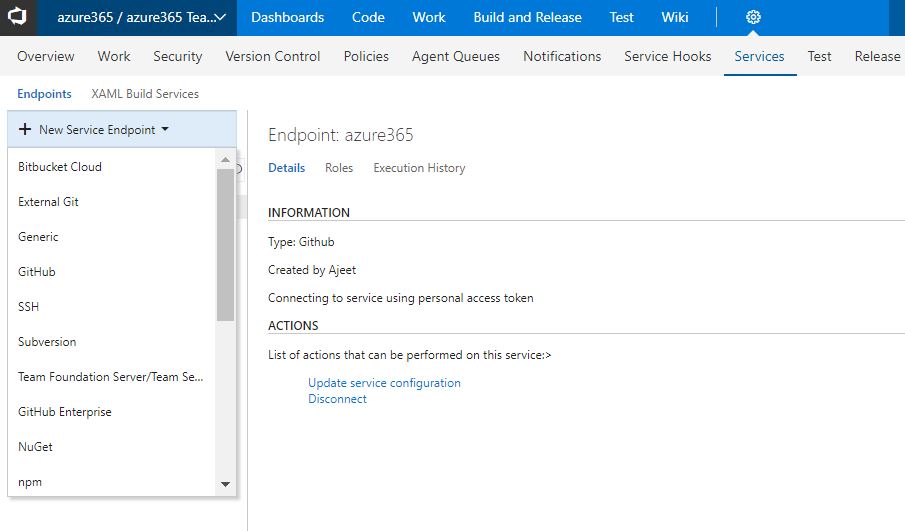 azure365 / azure365 Tea... Dashboards Code Work Build and Release Test Wiki
Overview Work Security Version Control Policies Agent Queues Notifications Service Hooks Services Test Release
Endpoints XAML Build Services
+ New Service Endpoint
Bitbucket Cloud
External Git
Generic
GitHub
SSH
Subversion
Team Foundation Server/Team Se...
GitHub Enterprise
NuGet
npm
Endpoint: azure365
Details Roles Execution History
INFORMATION
Type: Github
Created by Ajeet
Connecting to service using personal access token
ACTIONS
List of actions that can be performed on this service:>
Update service configuration
Disconnect